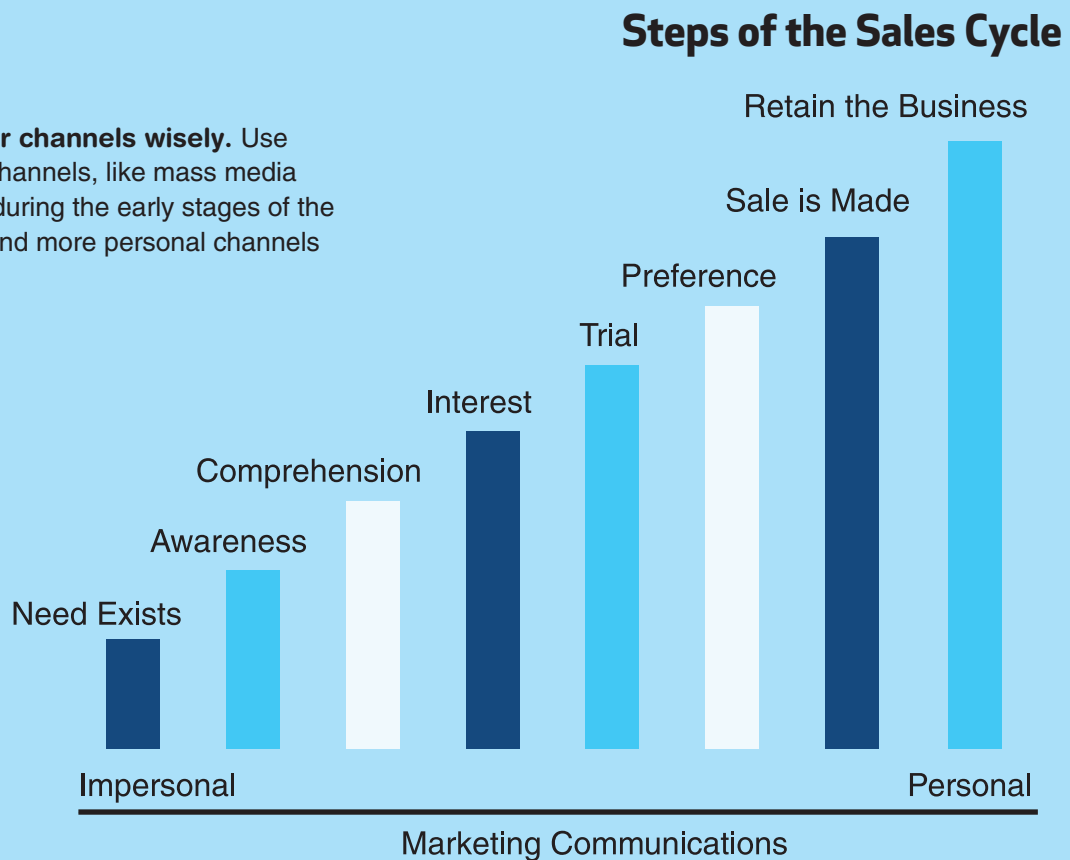 Steps of the Sales Cycle
r channels wisely. Use
hannels, like mass media
during the early stages of the
nd more personal channels
Retain the Business
Sale is Made
Preference
Trial
Interest
Comprehension
Awareness
Need Exists
Impersonal
Personal
Marketing Communications